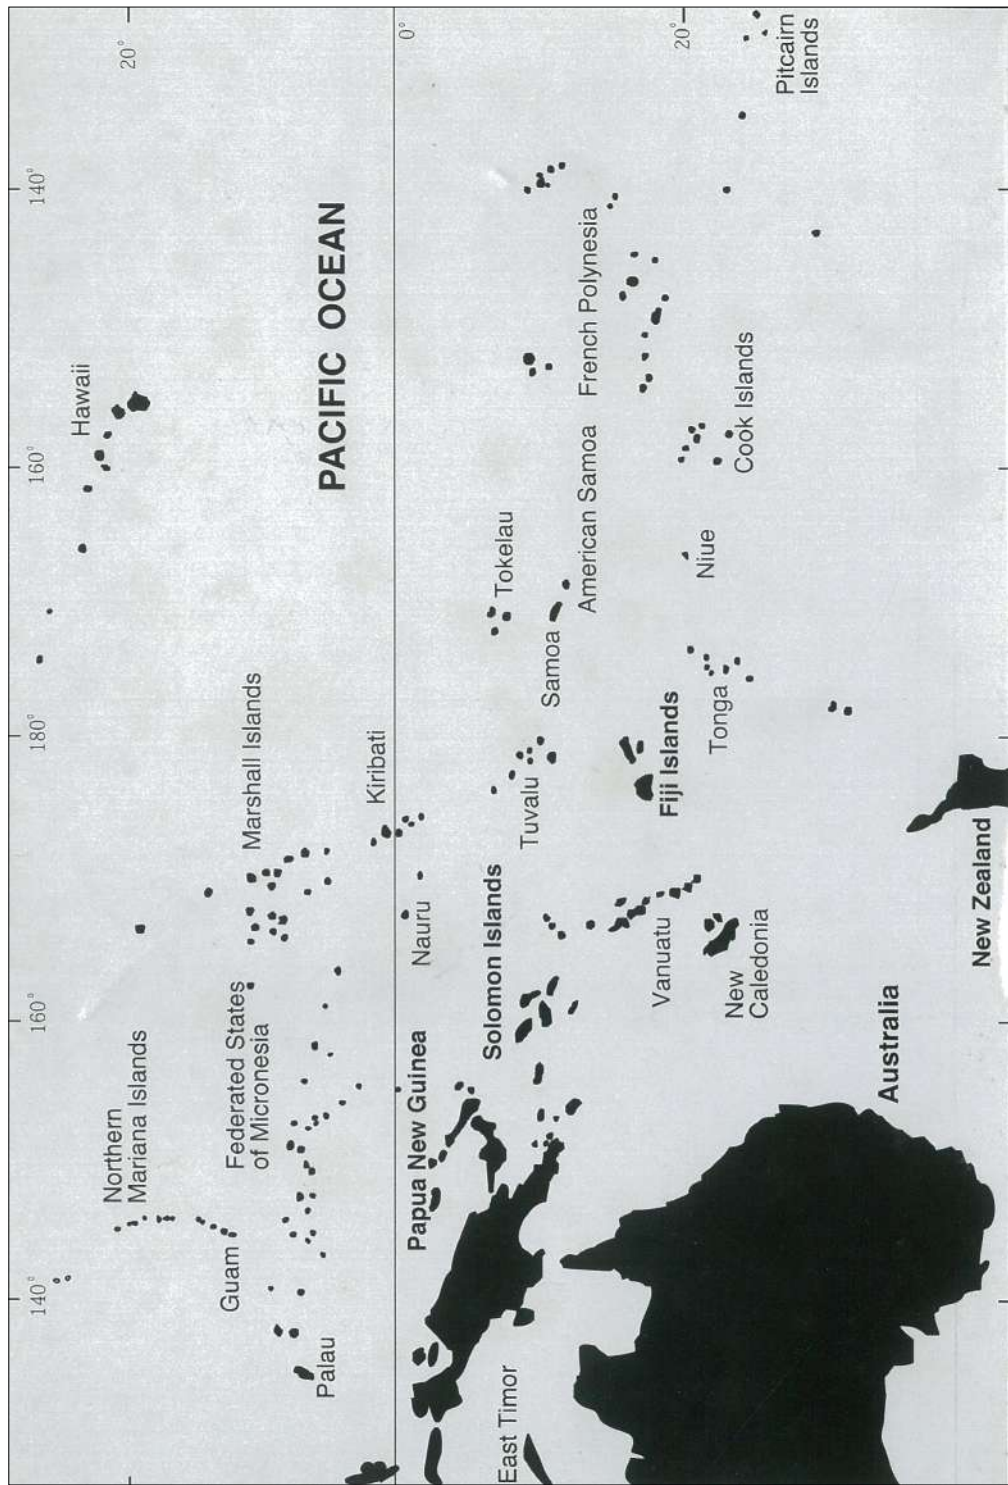 140° 160° 180° 160° 140°
Hawaii
Northern
Mariana Islands
20°
Guam
Federated States
of Micronesia
Marshall Islands
Palau
PACIFIC OCEAN
Kiribati
0°
Papua New Guinea
Nauru
Solomon Islands
Tokelau
East Timor
Tuvalu
Samoa
American Samoa
French Polynesia
Vanuatu
Fiji Islands
20°
Niue
Tonga
New
Caledonia
Cook Islands
Pitcairn
Islands
Australia
New Zealand